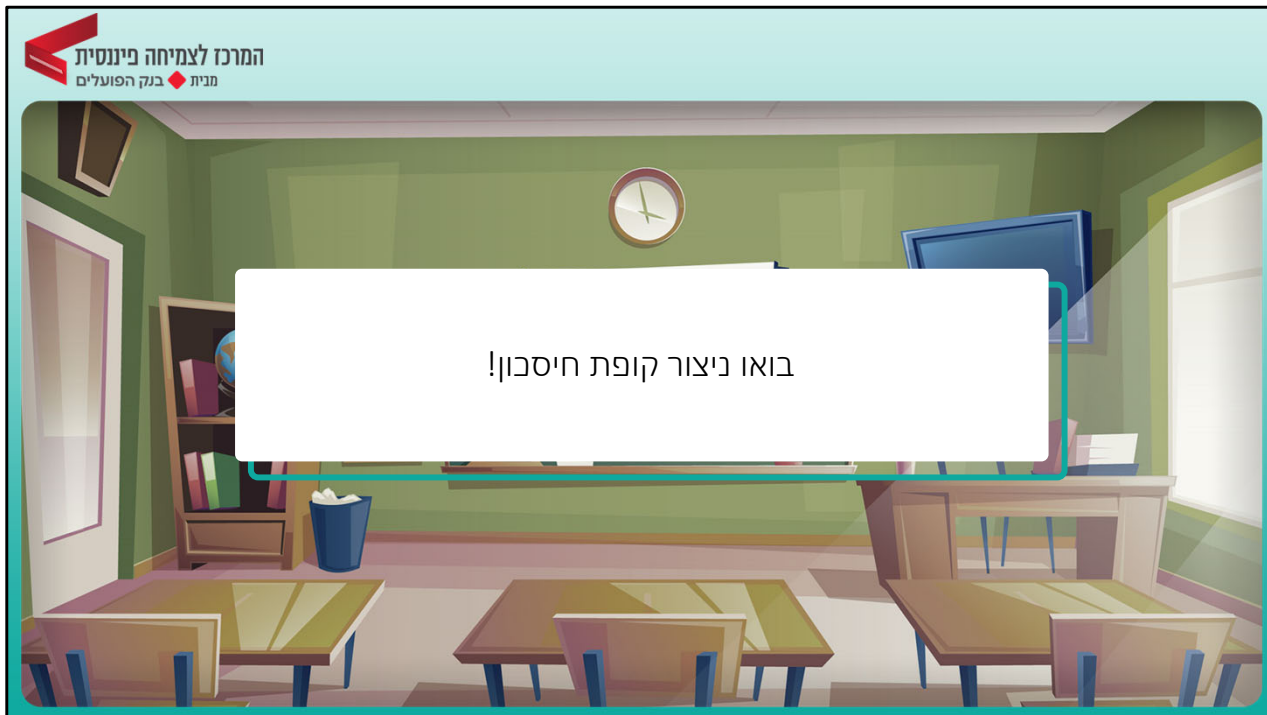 המרכז לצמיחה פיננסית
מבית בנק הפועלים
בואו ניצור קופת חיסכון!